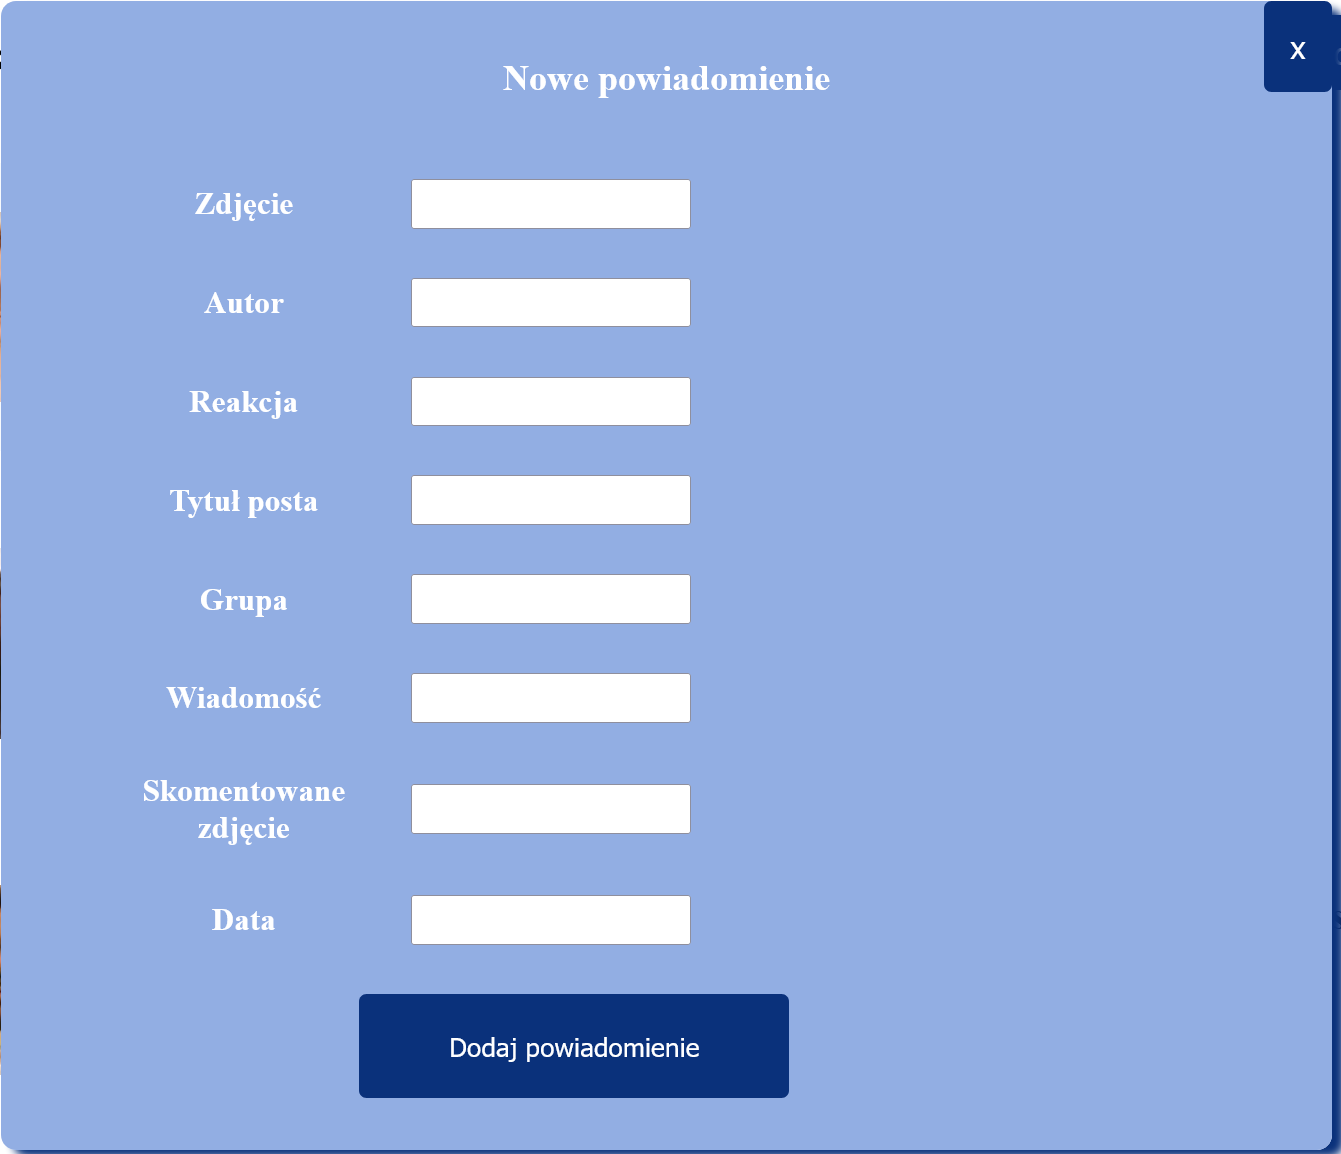 x
Nowe powiadomienie
Zdjęcie
Autor
Reakcja
Tytuł posta
Grupa
Wiadomość
Skomentowane
zdjęcie
Data
Dodaj powiadomienie